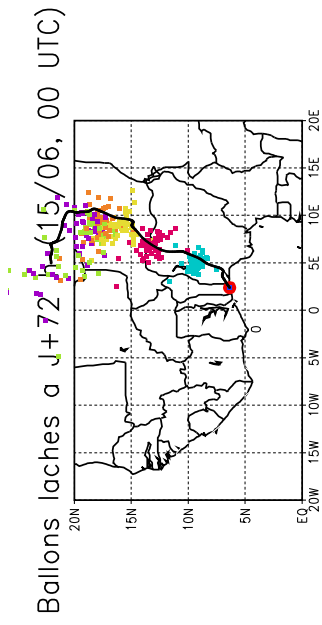 Ballons laches a J+72 (15/06, 00 UTC)
20N
15N
10N
5N
EQ
0
20W 15W 10W 5W 0 5E 10E 15E 20E